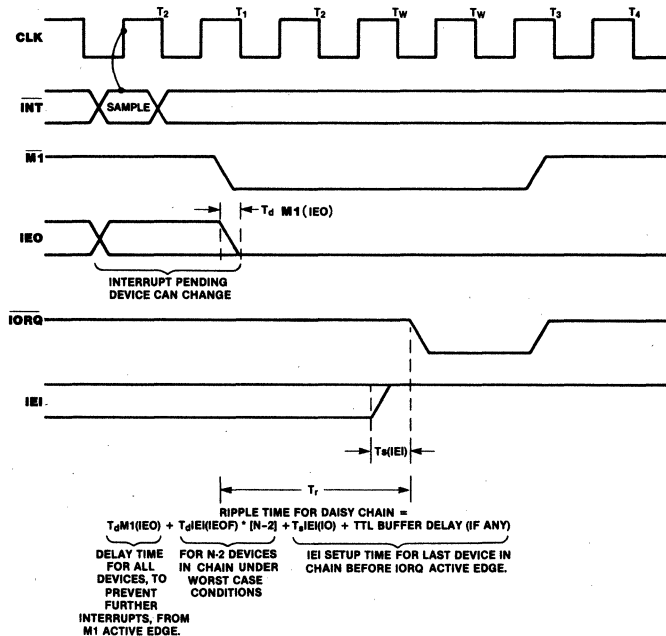 T2 T1 T2 TW TW T3 T4
CLK
INT
SAMPLE
M1
Td M1(IEO)
IEO
INTERRUPT PENDING
DEVICE CAN CHANGE
IORQ
IEI
Ts(IEI)
Tr
RIPPLE TIME FOR DAISY CHAIN =
TdM1(IEO) + TdIEI(IEOF) * [N-2] + TsIEI(IO) + TTL BUFFER DELAY (IF ANY)
DELAY TIME
FOR ALL
DEVICES, TO
PREVENT
FURTHER
INTERRUPTS, FROM
M1 ACTIVE EDGE.
FOR N-2 DEVICES
IN CHAIN UNDER
WORST CASE
CONDITIONS
IEI SETUP TIME FOR LAST DEVICE IN
CHAIN BEFORE IORQ ACTIVE EDGE.